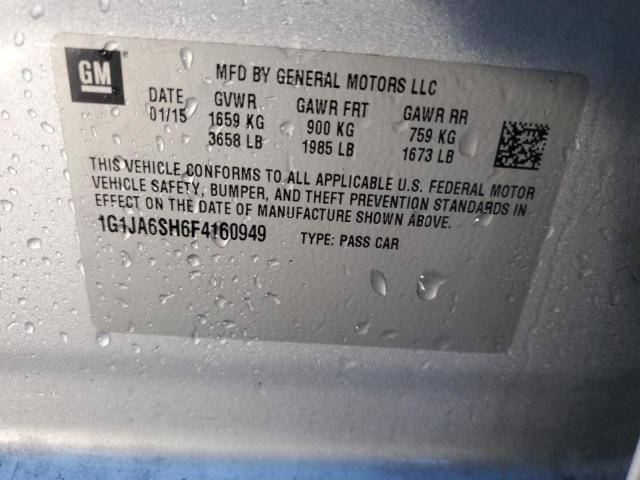 GM
MFD BY GENERAL MOTORS LLC
DATE GVWR GAWR FRT GAWR RR
01/15 1659 KG 900 KG 759 KG
3658 LB 1985 LB 1673 LB
THIS VEHICLE CONFORMS TO ALL APPLICABLE U.S. FEDERAL MOTOR
VEHICLE SAFETY, BUMPER, AND THEFT PREVENTION STANDARDS IN
EFFECT ON THE DATE OF MANUFACTURE SHOWN ABOVE.
1G1JA6SH6F4160949 TYPE: PASS CAR